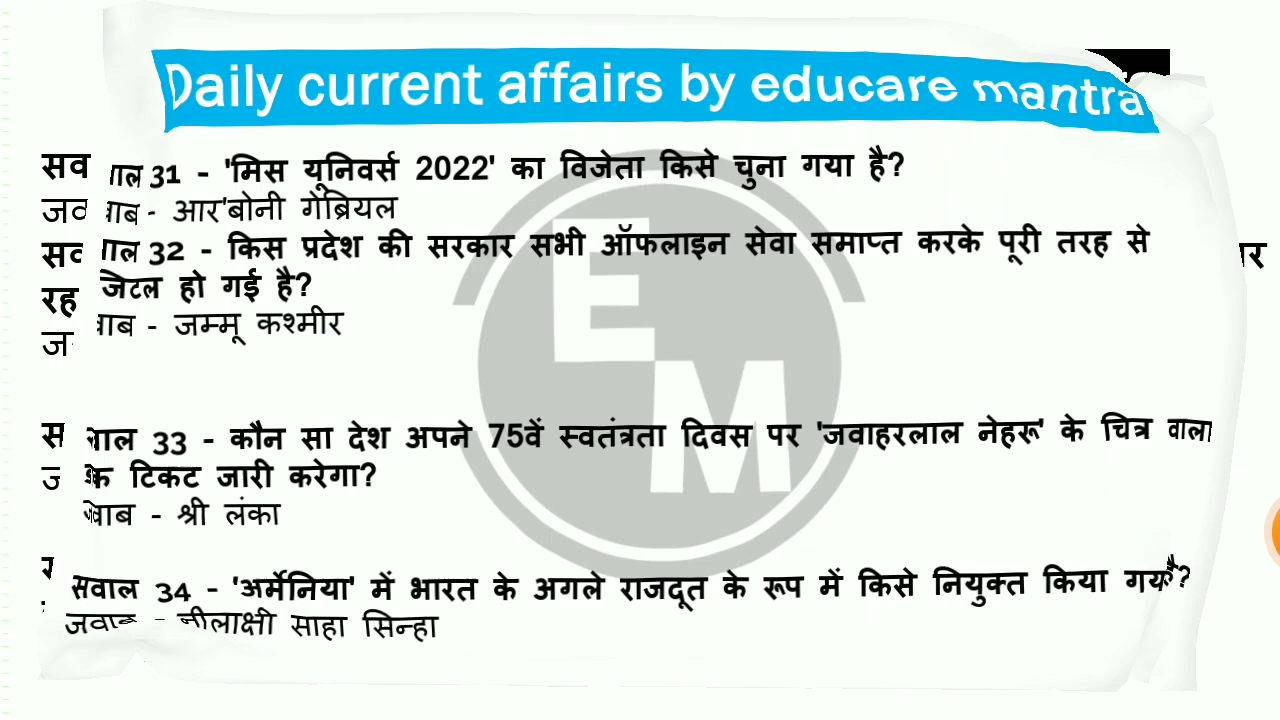 Daily current affairs by educare mantra
सवाल 31 - 'मिस यूनिवर्स 2022' का विजेता किसे चुना गया है?
जवाब - आर'बोनी गेब्रियल
सवाल 32 - किस प्रदेश की सरकार सभी ऑफलाइन सेवा समाप्त करके पूरी तरह से
जिटल हो गई है?
जवाब - जम्मू कश्मीर
EM
सवाल 33 - कौन सा देश अपने 75वें स्वतंत्रता दिवस पर 'जवाहरलाल नेहरू' के चित्र वाला
टिकट जारी करेगा?
जवाब - श्री लंका
सवाल 34 - 'अर्मेनिया' में भारत के अगले राजदूत के रूप में किसे नियुक्त किया गया है?
जवाब - नीलाक्षी साहा सिन्हा